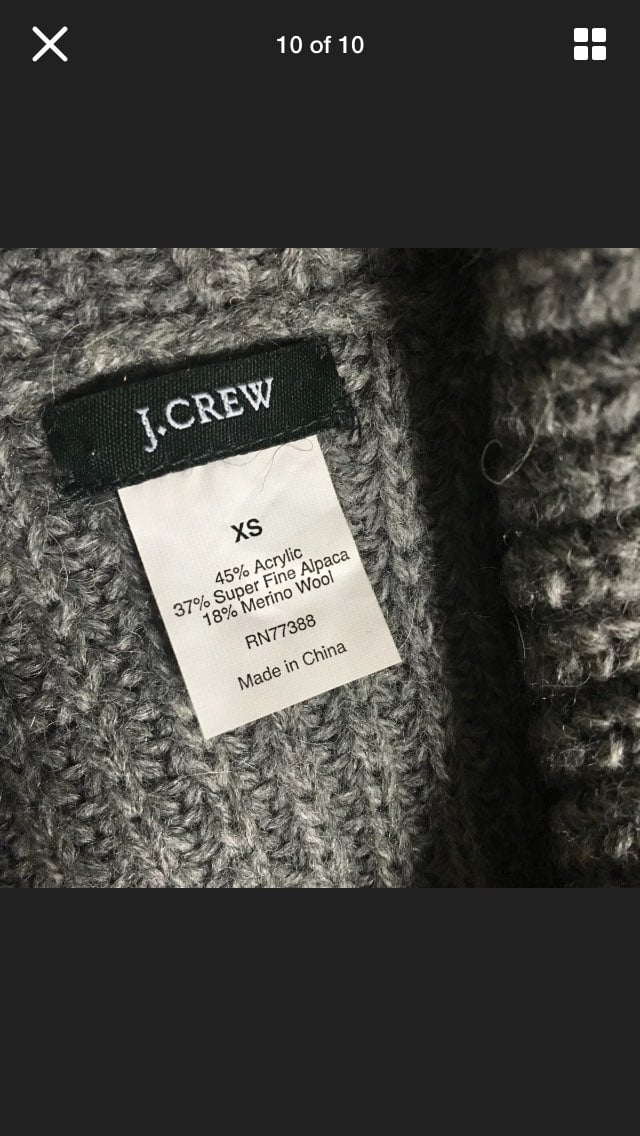 10 of 10
J.CREW
XS
45% Acrylic
37% Super Fine Alpaca
18% Merino Wool
RN77388
Made in China